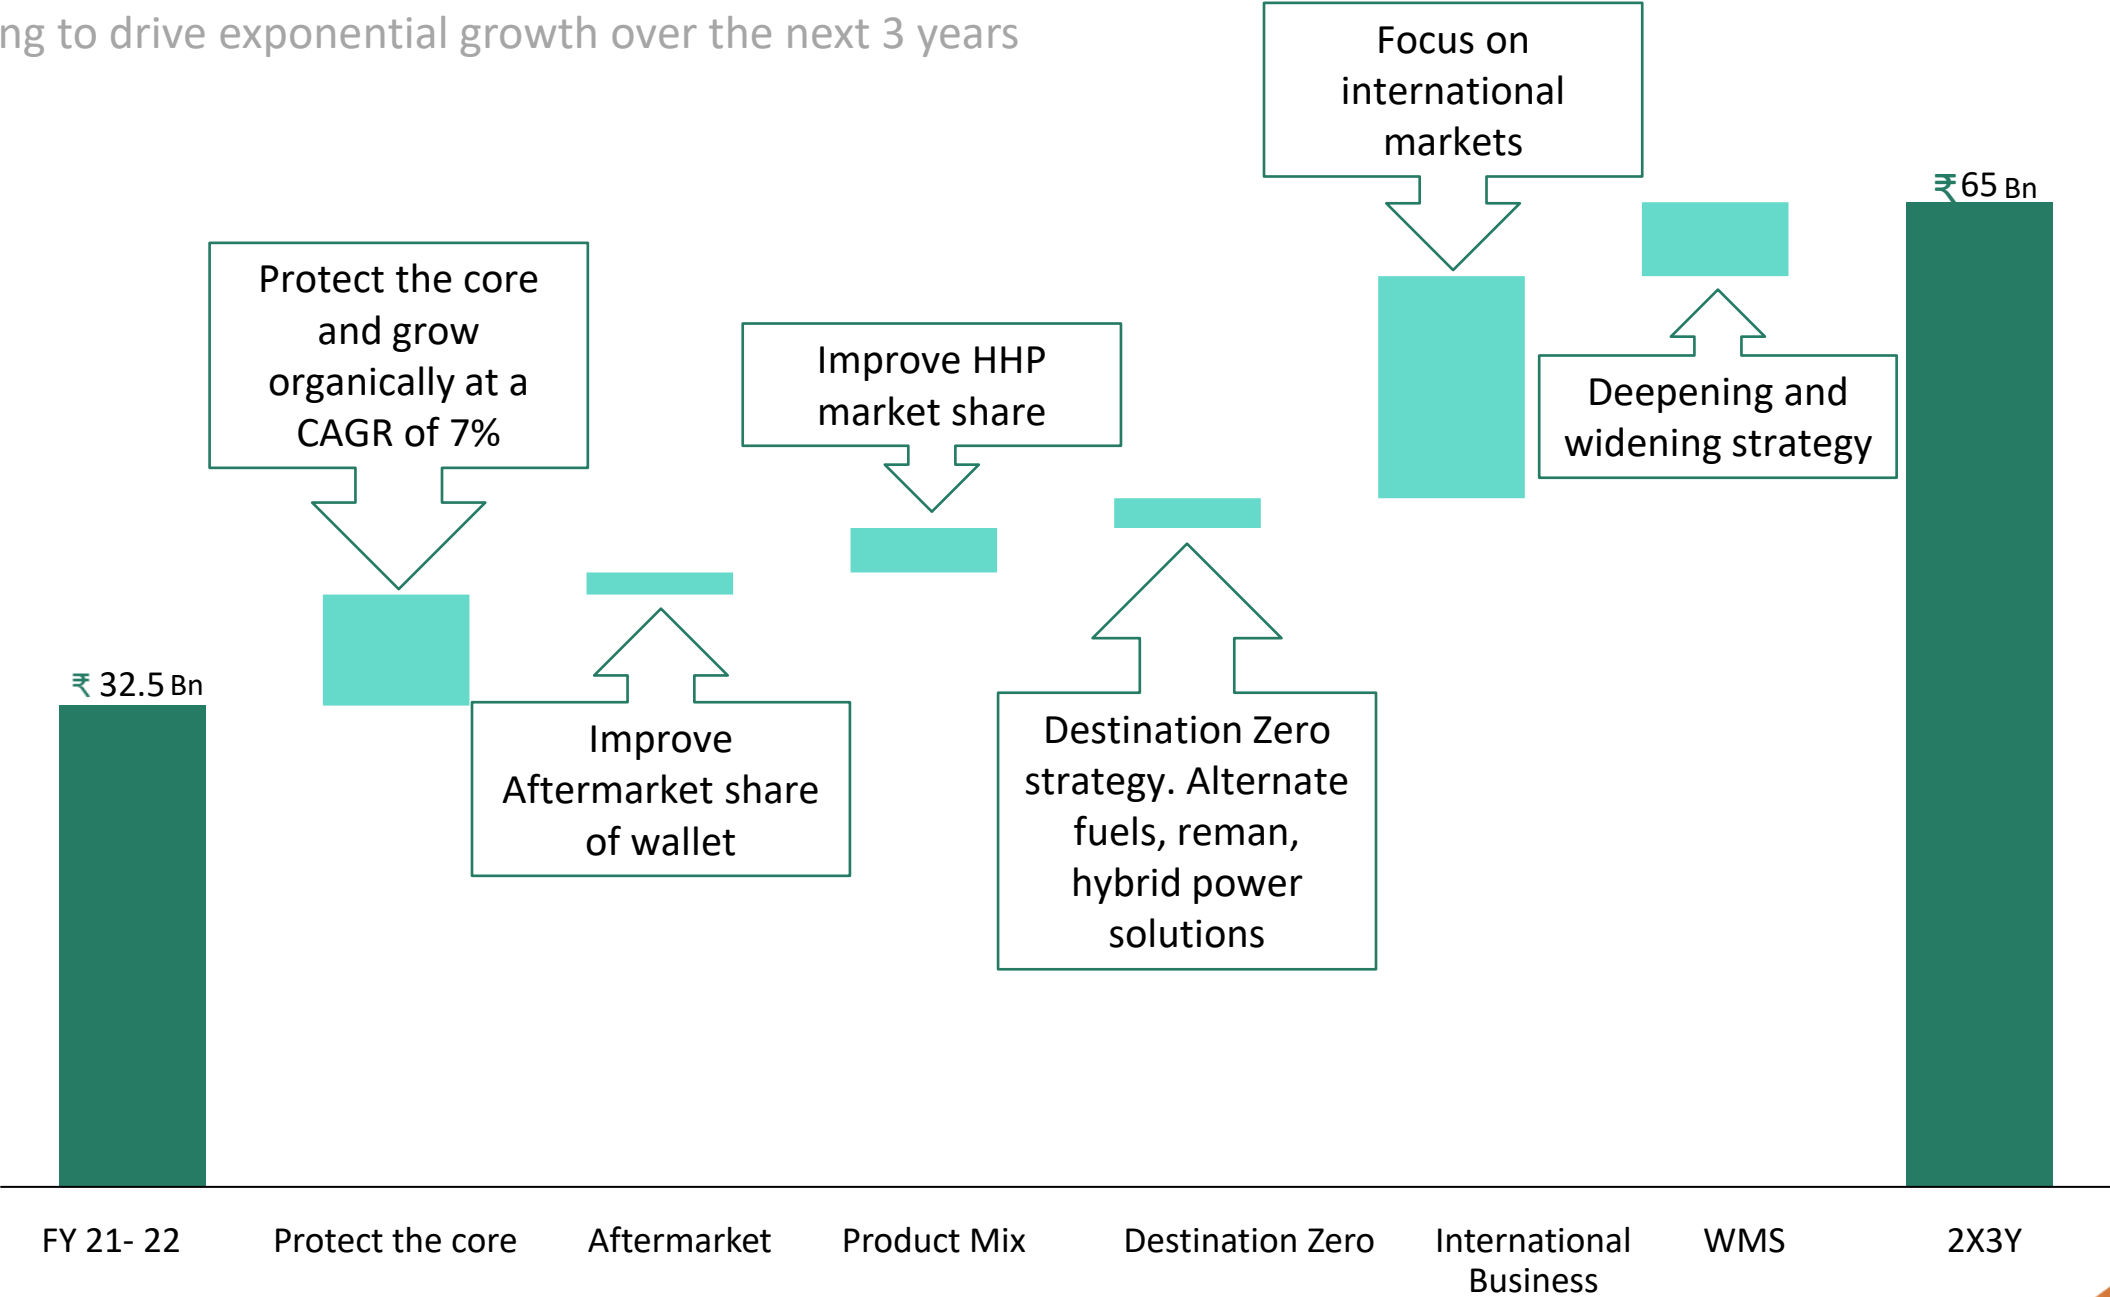 ng to drive exponential growth over the next 3 years
Focus on
international
markets
₹ 65 Bn
Protect the core
and grow
organically at a
CAGR of 7%
Improve HHP
market share
Deepening and
widening strategy
₹ 32.5 Bn
Improve
Aftermarket share
of wallet
Destination Zero
strategy. Alternate
fuels, reman,
hybrid power
solutions
FY 21- 22
Protect the core
Aftermarket
Product Mix
Destination Zero
International
Business
WMS
2X3Y